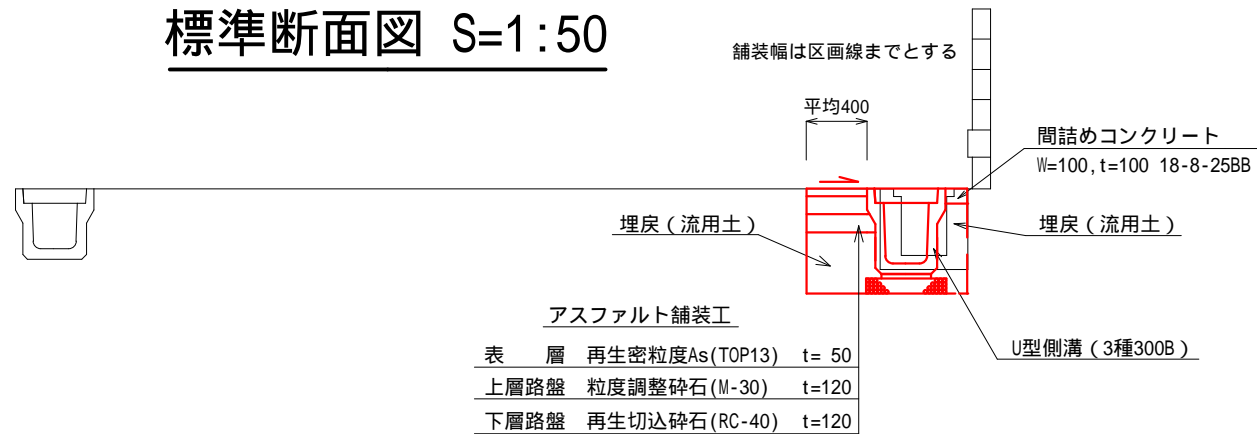 標準断面図 S=1:50
舗装幅は区画線までとする
平均400
間詰めコンクリート
W=100,t=100 18-8-25BB
埋戻(流用土)
埋戻(流用土)
アスファルト舗装工
表 層 再生密粒度As(TOP13) t= 50
上層路盤 粒度調整砕石(M-30) t=120
下層路盤 再生切込砕石(RC-40) t=120
U型側溝(3種300B)